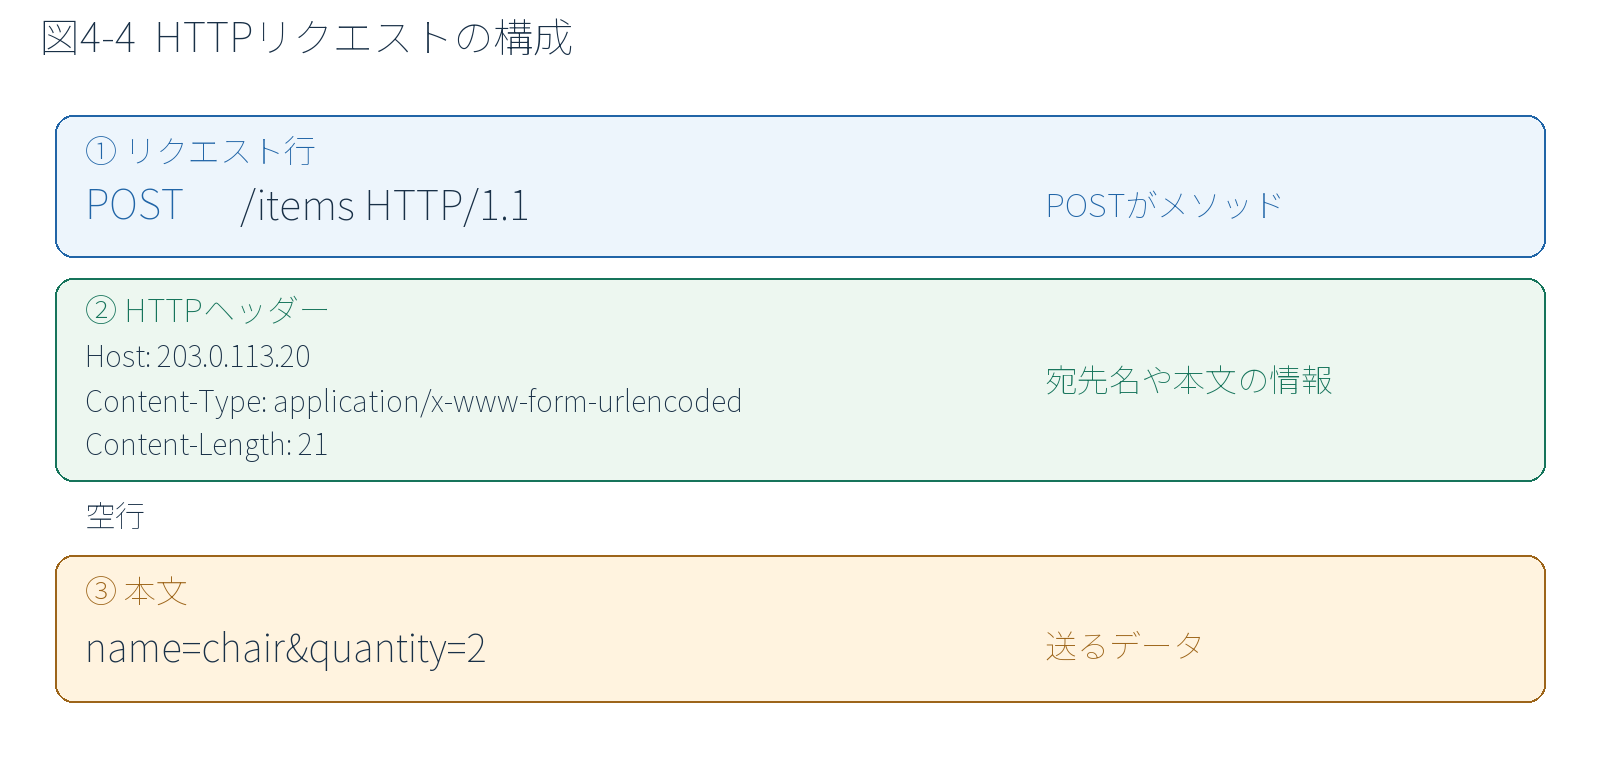 図4-4 HTTPリクエストの構成
① リクエスト行
POST /items HTTP/1.1 POSTがメソッド
② HTTPヘッダー
Host: 203.0.113.20
宛先名や本文の情報
Content-Type: application/x-www-form-urlencoded
Content-Length: 21
空行
③ 本文
name=chair&quantity=2 送るデータ